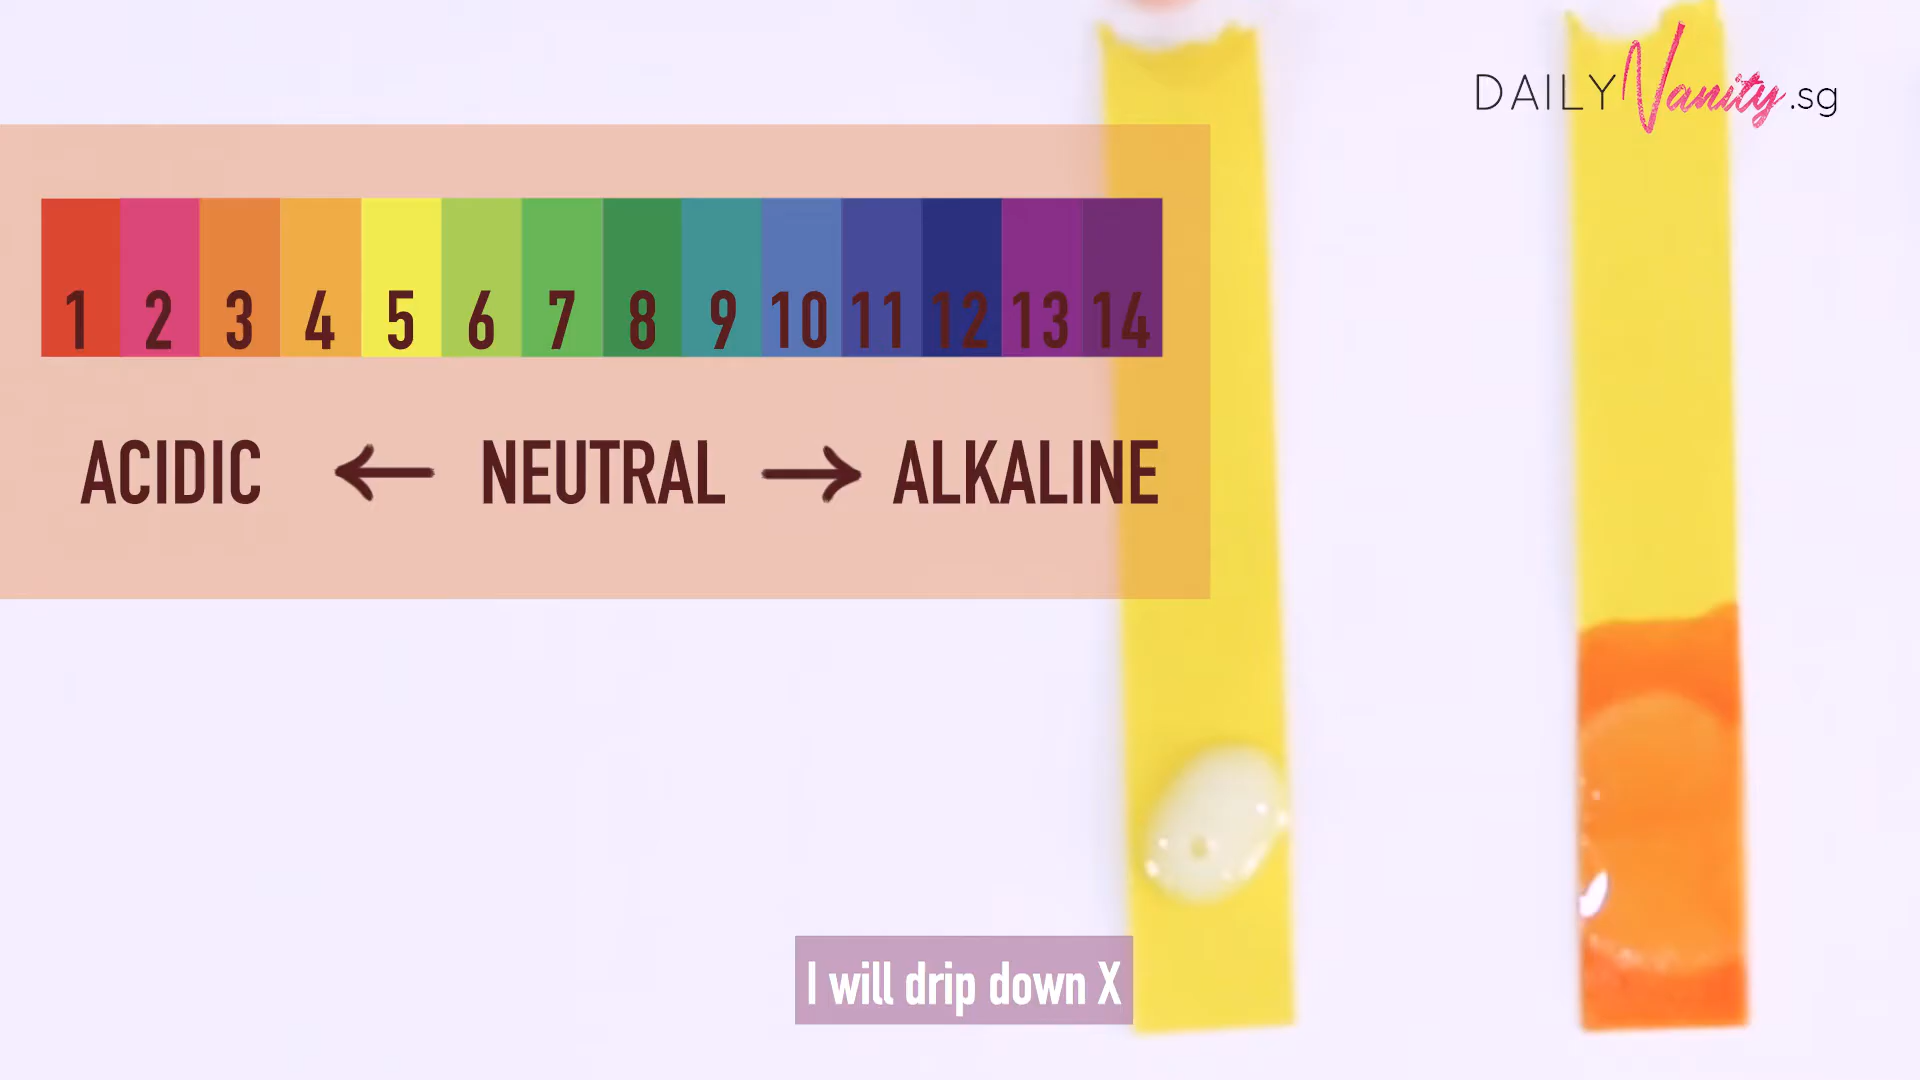 DAILY Vanity.sg
1 2 3 4 5 6 7 8 9 10 11 12 13 14
ACIDIC ← NEUTRAL → ALKALINE
I will drip down X